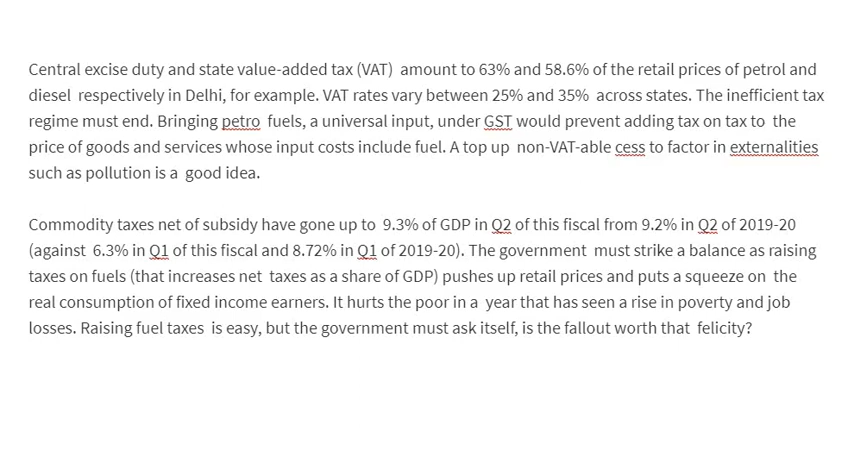 Central excise duty and state value-added tax (VAT) amount to 63% and 58.6% of the retail prices of petrol and
diesel respectively in Delhi, for example. VAT rates vary between 25% and 35% across states. The inefficient tax
regime must end. Bringing petro fuels, a universal input, under GST would prevent adding tax on tax to the
price of goods and services whose input costs include fuel. A top up non-VAT-able cess to factor in externalities
such as pollution is a good idea.
Commodity taxes net of subsidy have gone up to 9.3% of GDP in Q2 of this fiscal from 9.2% in Q2 of 2019-20
(against 6.3% in Q1 of this fiscal and 8.72% in Q1 of 2019-20). The government must strike a balance as raising
taxes on fuels (that increases net taxes as a share of GDP) pushes up retail prices and puts a squeeze on the
real consumption of fixed income earners. It hurts the poor in a year that has seen a rise in poverty and job
losses. Raising fuel taxes is easy, but the government must ask itself, is the fallout worth that felicity?